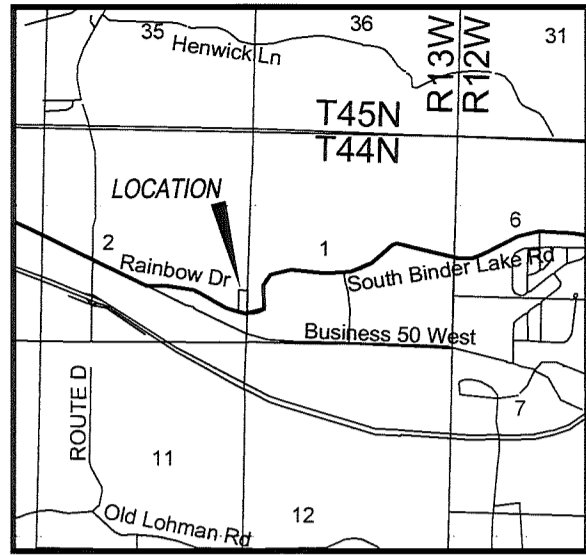 35
36
31
Henwick Ln
R13W
R12W
T45N
T44N
LOCATION
2
Rainbow Dr
1
6
South Binder Lake Rd
Business 50 West
ROUTE D
7
11
12
Old Lohman Rd